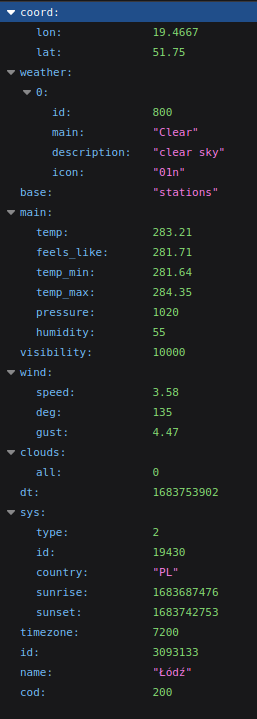 coord:
lon: 19.4667
lat: 51.75
weather:
0:
id: 800
main: "Clear"
description: "clear sky"
icon: "01n"
base: "stations"
main:
temp: 283.21
feels_like: 281.71
temp_min: 281.64
temp_max: 284.35
pressure: 1020
humidity: 55
visibility: 10000
wind:
speed: 3.58
deg: 135
gust: 4.47
clouds:
all: 0
dt: 1683753902
sys:
type: 2
id: 19430
country: "PL"
sunrise: 1683687476
sunset: 1683742753
timezone: 7200
id: 3093133
name: "Łódź"
cod: 200